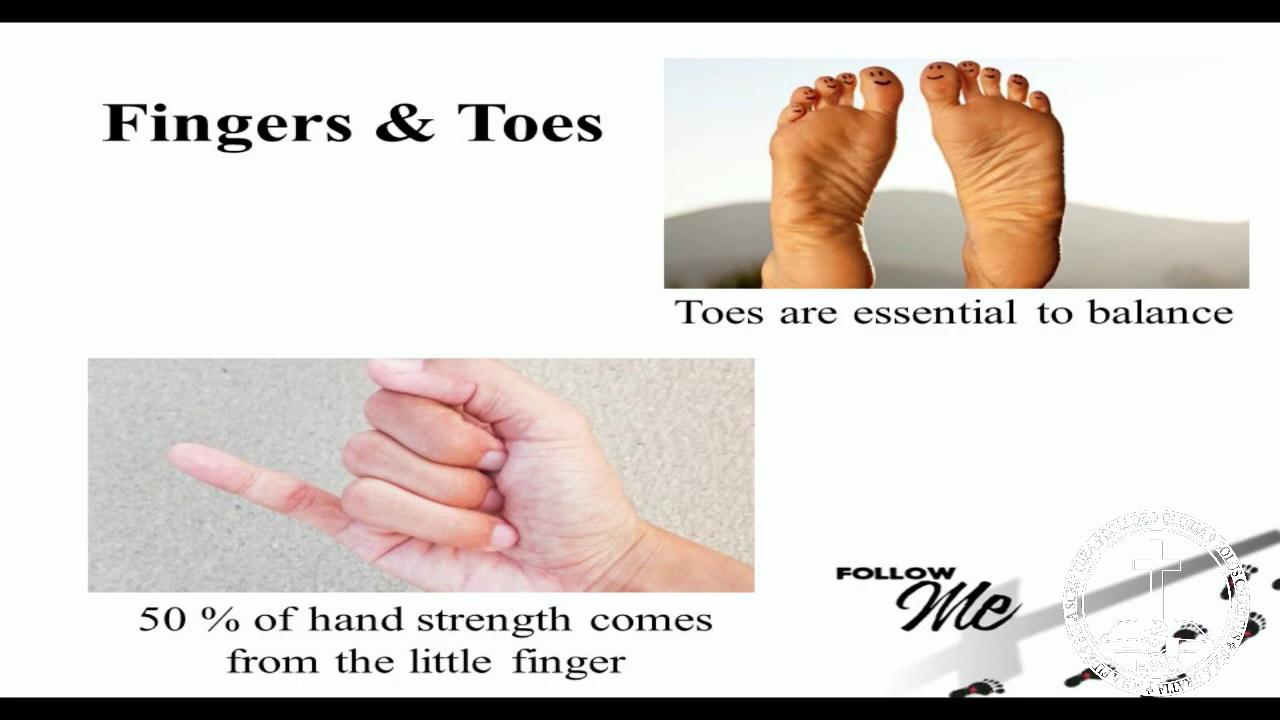 Fingers & Toes
Toes are essential to balance
50 % of hand strength comes
from the little finger
FOLLOW
Me